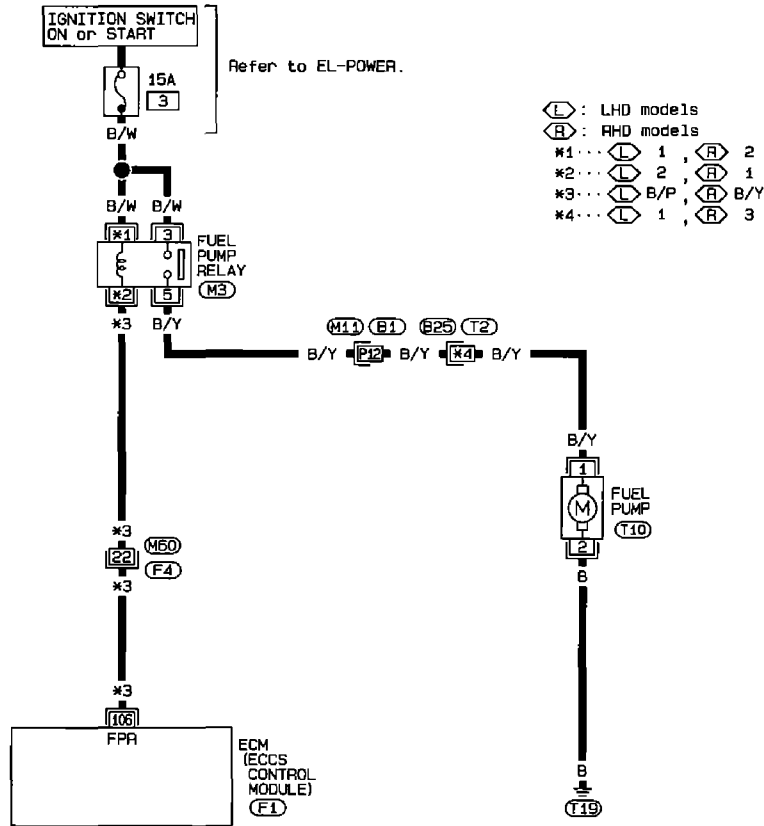 IGNITION SWITCH
ON or START
Refer to EL-POWER.
15A
3
B/W
L : LHD models
R : RHD models
*1··· L 1 , R 2
*2··· L 2 , R 1
*3··· L B/P, R B/Y
*4··· L 1 , R 3
B/W B/W
*1 3
FUEL
PUMP
RELAY
M3
*2 5
*3 B/Y
M11 B1 B25 T2
B/Y P12 B/Y *4 B/Y
B/Y
1
M
FUEL
PUMP
T10
2
B
*3
22
M60
F4
*3
*3
106
FPR
ECM
(ECCS
CONTROL
MODULE)
F1
B
T19